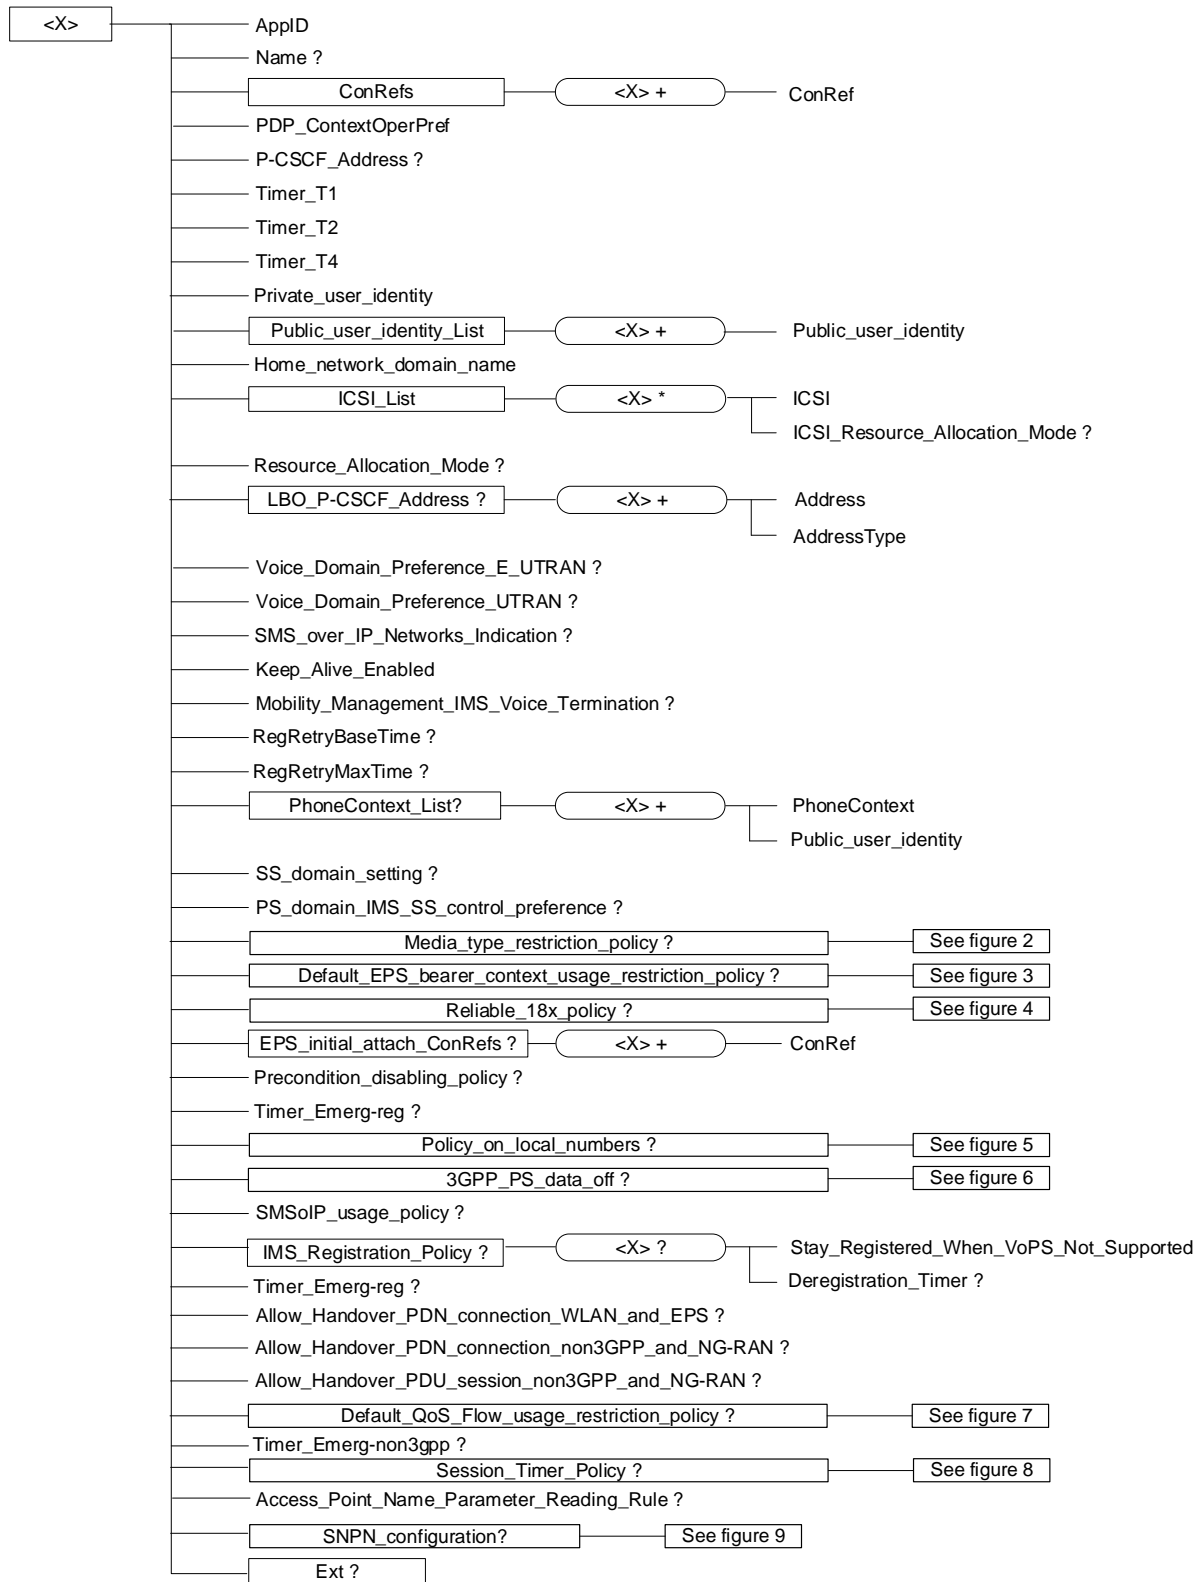 <X> AppID
Name ?
ConRefs <X> + ConRef
PDP_ContextOperPref
P-CSCF_Address ?
Timer_T1
Timer_T2
Timer_T4
Private_user_identity
Public_user_identity_List <X> + Public_user_identity
Home_network_domain_name
ICSI_List <X> * ICSI
ICSI_Resource_Allocation_Mode ?
Resource_Allocation_Mode ?
LBO_P-CSCF_Address ? <X> + Address
AddressType
Voice_Domain_Preference_E_UTRAN ?
Voice_Domain_Preference_UTRAN ?
SMS_over_IP_Networks_Indication ?
Keep_Alive_Enabled
Mobility_Management_IMS_Voice_Termination ?
RegRetryBaseTime ?
RegRetryMaxTime ?
PhoneContext_List? <X> + PhoneContext
Public_user_identity
SS_domain_setting ?
PS_domain_IMS_SS_control_preference ?
Media_type_restriction_policy ? See figure 2
Default_EPS_bearer_context_usage_restriction_policy ? See figure 3
Reliable_18x_policy ? See figure 4
EPS_initial_attach_ConRefs ? <X> + ConRef
Precondition_disabling_policy ?
Timer_Emerg-reg ?
Policy_on_local_numbers ? See figure 5
3GPP_PS_data_off ? See figure 6
SMSoIP_usage_policy ?
IMS_Registration_Policy ? <X> ? Stay_Registered_When_VoPS_Not_Supported
Deregistration_Timer ?
Timer_Emerg-reg ?
Allow_Handover_PDN_connection_WLAN_and_EPS ?
Allow_Handover_PDN_connection_non3GPP_and_NG-RAN ?
Allow_Handover_PDU_session_non3GPP_and_NG-RAN ?
Default_QoS_Flow_usage_restriction_policy ? See figure 7
Timer_Emerg-non3gpp ?
Session_Timer_Policy ? See figure 8
Access_Point_Name_Parameter_Reading_Rule ?
SNPN_configuration? See figure 9
Ext ?